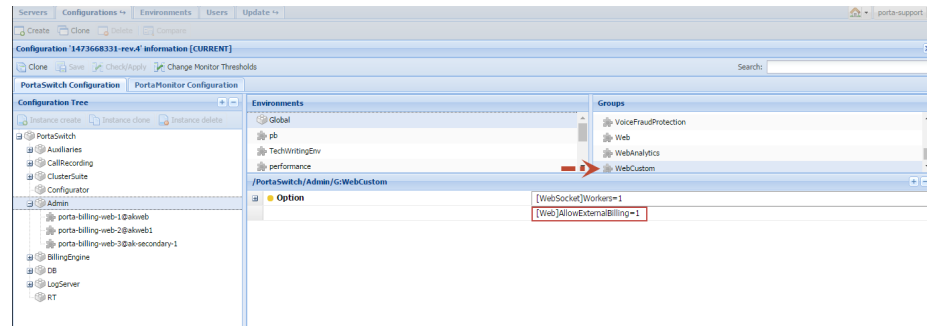 Servers Configurations Environments Users Update porta-support
Create Clone Delete Compare
Configuration '1473668331-rev.4' information [CURRENT]
Clone Save Check/Apply Change Monitor Thresholds Search:
PortaSwitch Configuration PortaMonitor Configuration
Configuration Tree
Instance create Instance clone Instance delete
PortaSwitch
Auxiliaries
CallRecording
ClusterSuite
Configurator
Admin
porta-billing-web-1@akweb
porta-billing-web-2@akweb1
porta-billing-web-3@ak-secondary-1
BillingEngine
DB
LogServer
RT
Environments
Global
pb
TechWritingEnv
performance
Groups
VoiceFraudProtection
Web
WebAnalytics
WebCustom
/PortaSwitch/Admin/G:WebCustom
Option [WebSocket]Workers=1
[Web]AllowExternalBilling=1